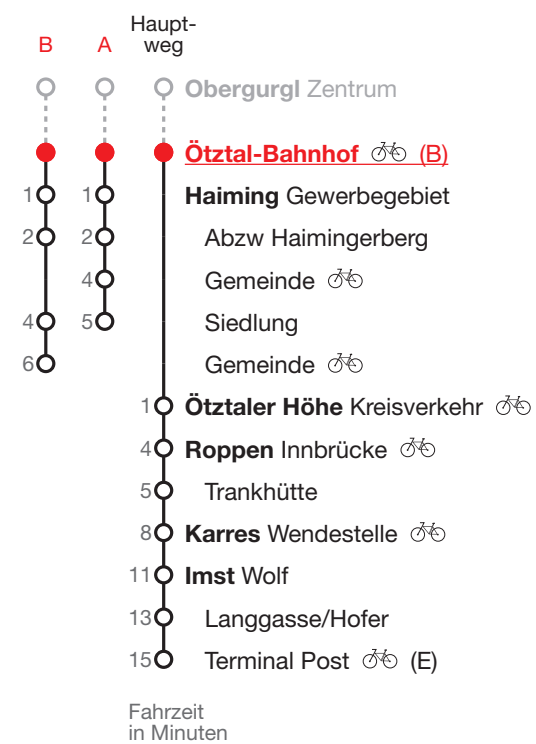 B A Haupt-
weg
Obergurgl Zentrum
Ötztal-Bahnhof (B)
1 1 Haiming Gewerbegebiet
2 2 Abzw Haimingerberg
4 Gemeinde
4 5 Siedlung
6 Gemeinde
1 Ötztaler Höhe Kreisverkehr
4 Roppen Innbrücke
5 Trankhütte
8 Karres Wendestelle
11 Imst Wolf
13 Langgasse/Hofer
15 Terminal Post (E)
Fahrzeit
in Minuten